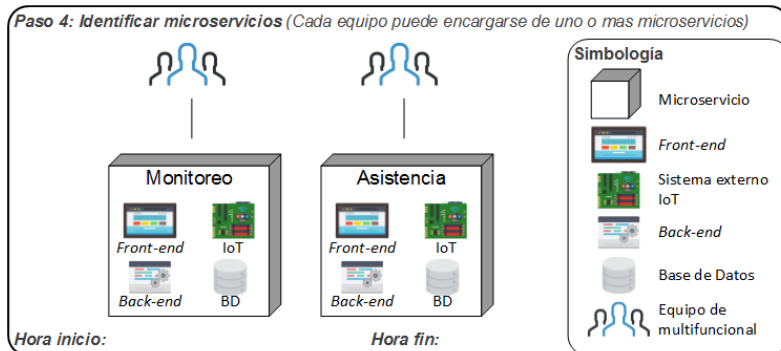 Paso 4: Identificar microservicios (Cada equipo puede encargarse de uno o mas microservicios)
Monitoreo
Front-end
IoT
Back-end
BD
Asistencia
Front-end
IoT
Back-end
BD
Hora inicio:
Hora fin:
Simbología
Microservicio
Front-end
Sistema externo
IoT
Back-end
Base de Datos
Equipo de
multifuncional